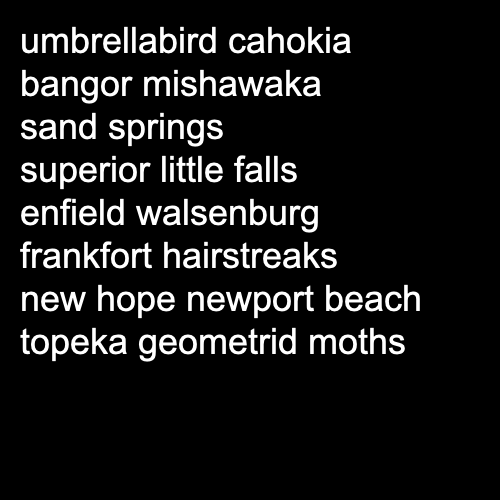 umbrellabird cahokia
bangor mishawaka
sand springs
superior little falls
enfield walsenburg
frankfort hairstreaks
new hope newport beach
topeka geometrid moths